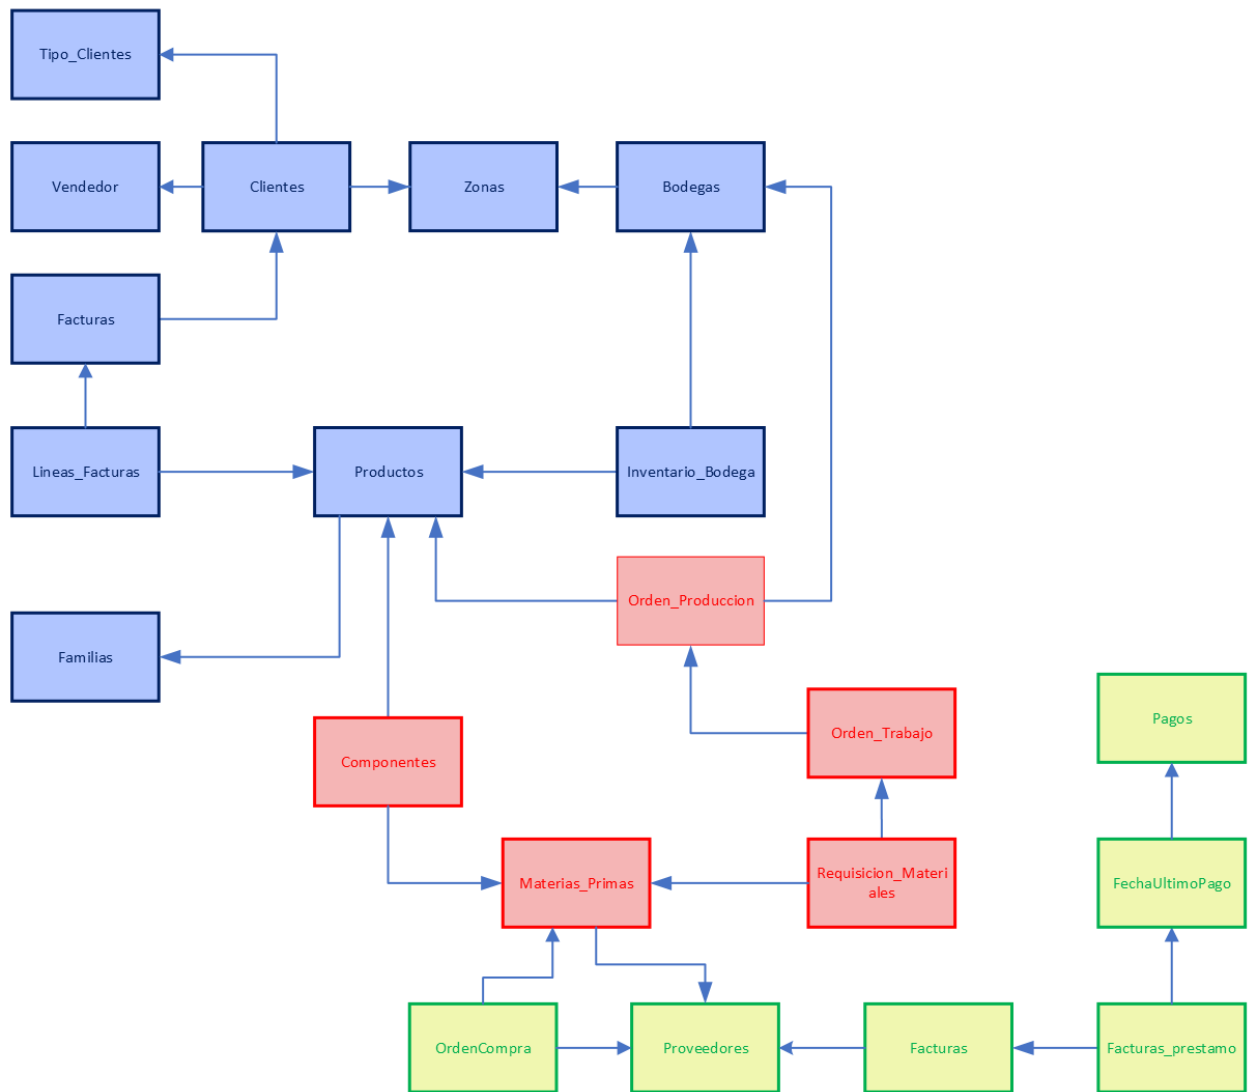 Tipo_Clientes
Vendedor
Clientes
Zonas
Bodegas
Facturas
Lineas_Facturas
Productos
Inventario_Bodega
Orden_Produccion
Familias
Componentes
Orden_Trabajo
Pagos
Materias_Primas
Requisicion_Materi
ales
FechaUltimoPago
OrdenCompra
Proveedores
Facturas
Facturas_prestamo